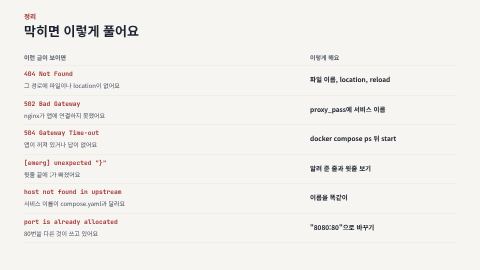 정리
막히면 이렇게 풀어요
이런 글이 보이면
이렇게 해요
404 Not Found
그 경로에 파일이나 location이 없어요
파일 이름, location, reload
502 Bad Gateway
nginx가 앱에 연결하지 못했어요
proxy_pass에 서비스 이름
504 Gateway Time-out
앱이 꺼져 있거나 답이 없어요
docker compose ps 뒤 start
[emerg] unexpected "}"
윗줄 끝에 ;가 빠졌어요
알려 준 줄과 윗줄 보기
host not found in upstream
서비스 이름이 compose.yaml과 달라요
이름을 똑같이
port is already allocated
80번을 다른 것이 쓰고 있어요
"8080:80"으로 바꾸기